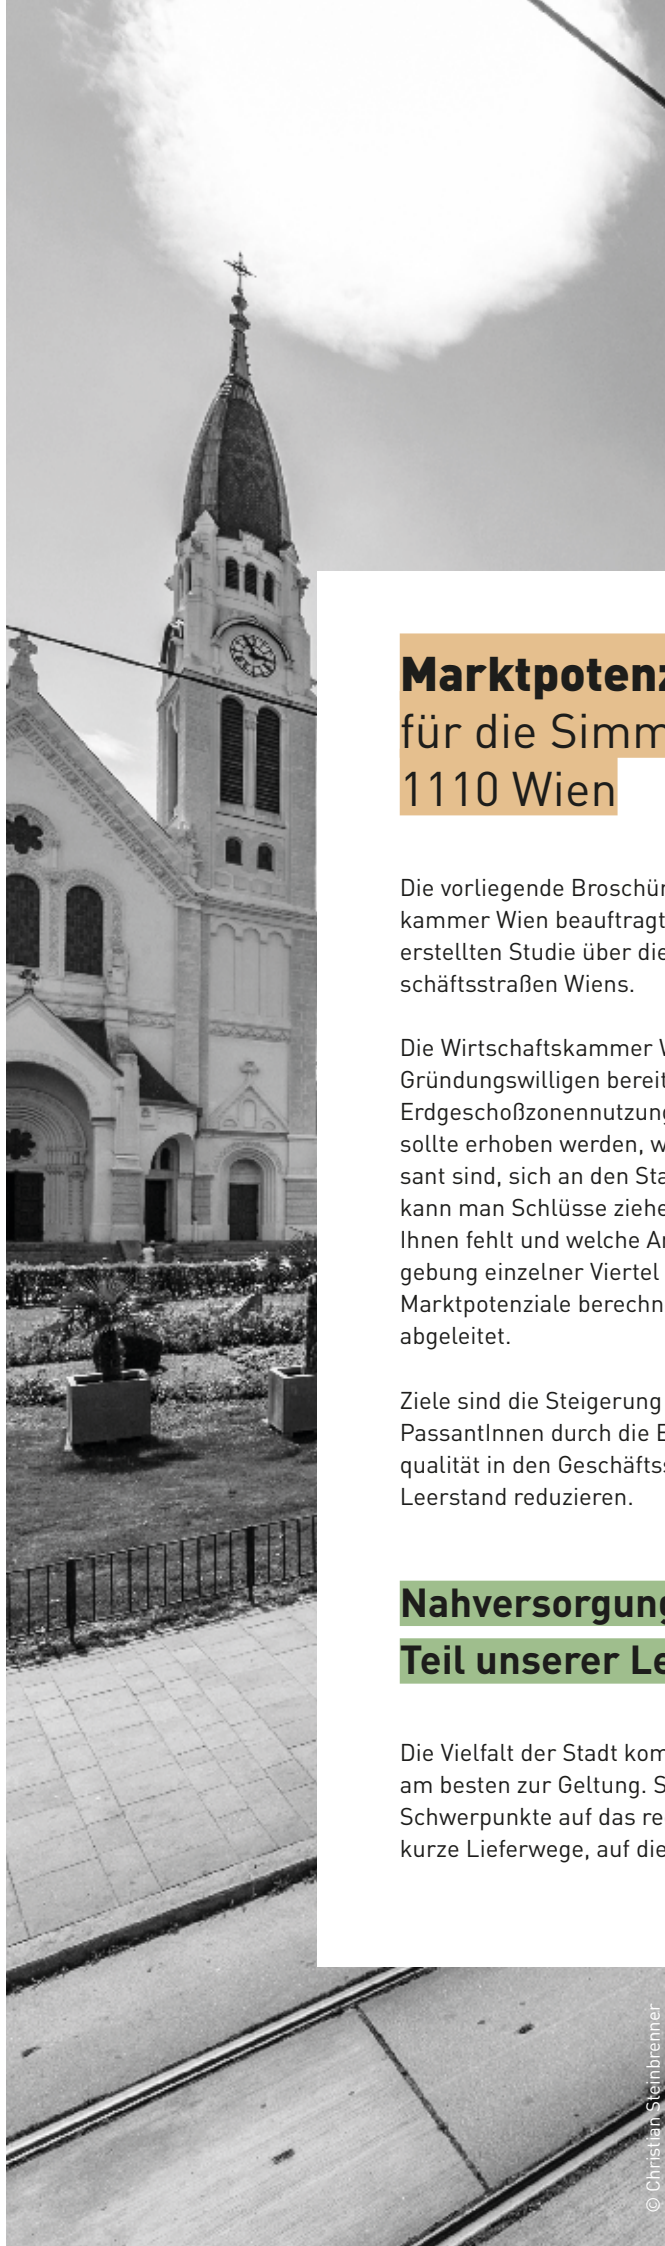 Marktpotenz
für die Simm
1110 Wien
Die vorliegende Broschür
kammer Wien beauftragt
erstellten Studie über die
schäftsstraßen Wiens.
Die Wirtschaftskammer W
Gründungswilligen bereit
Erdgeschoßzonennutzung
sollte erhoben werden, w
sant sind, sich an den Sta
kann man Schlüsse ziehe
Ihnen fehlt und welche An
gebung einzelner Viertel
Marktpotenziale berechn
abgeleitet.
Ziele sind die Steigerung
PassantInnen durch die E
qualität in den Geschäftss
Leerstand reduzieren.
Nahversorgung
Teil unserer Le
Die Vielfalt der Stadt kom
am besten zur Geltung. S
Schwerpunkte auf das re
kurze Lieferwege, auf die
© Christian Steinbrenner